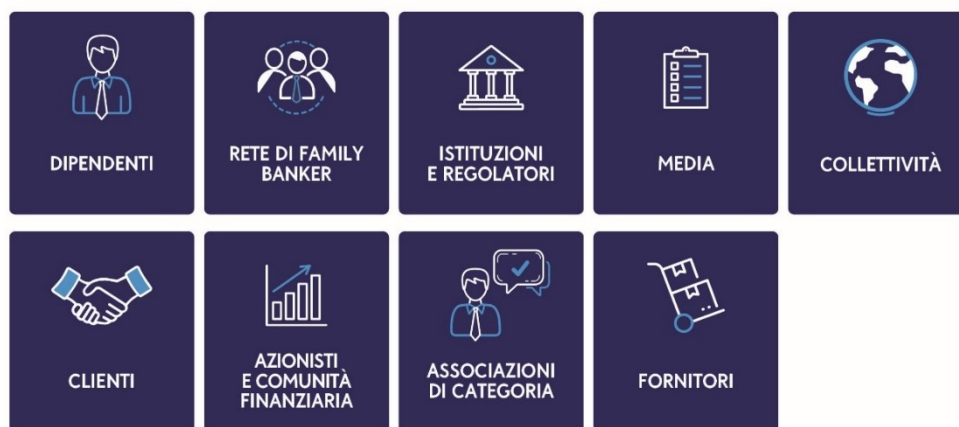 DIPENDENTI
RETE DI FAMILY
BANKER
ISTITUZIONI
E REGOLATORI
MEDIA
COLLETTIVITÀ
CLIENTI
AZIONISTI
E COMUNITÀ
FINANZIARIA
ASSOCIAZIONI
DI CATEGORIA
FORNITORI